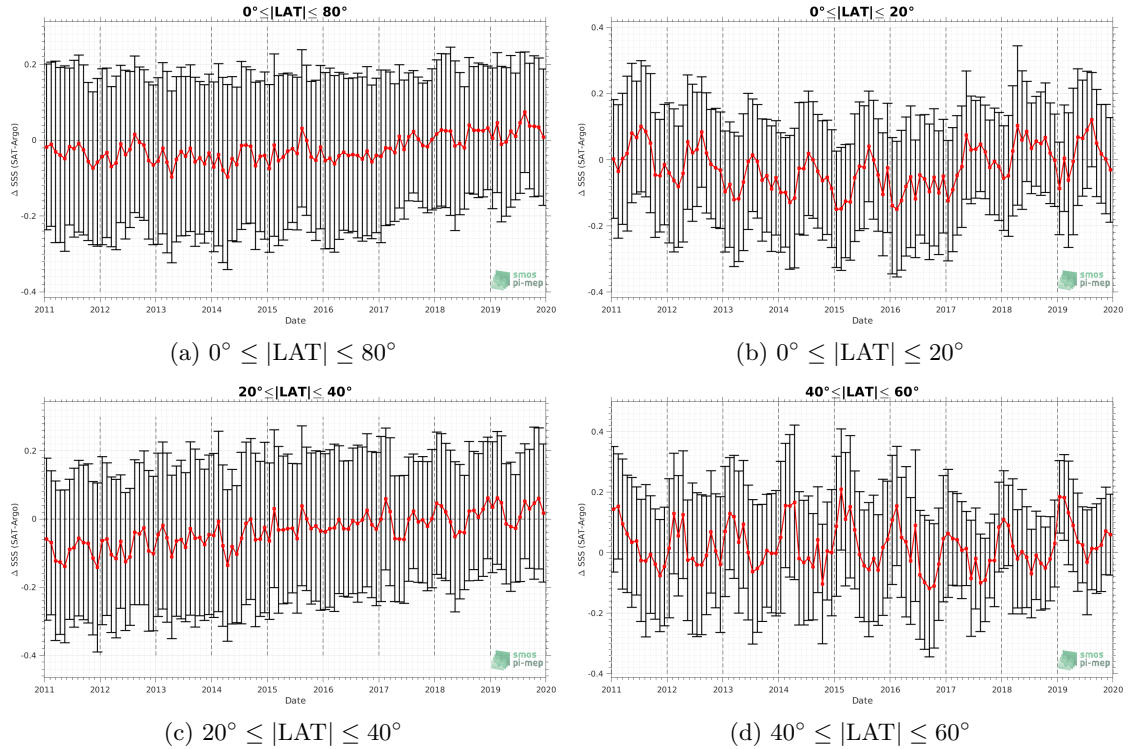 0°≤|LAT|≤ 80°
Δ SSS (SAT-Argo)
0.2
0
-0.2
-0.4
2011 2012 2013 2014 2015 2016 2017 2018 2019 2020
Date
smos
pi-mep
(a) 0° ≤ |LAT| ≤ 80°
0°≤|LAT|≤ 20°
Δ SSS (SAT-Argo)
0.4
0.2
0
-0.2
-0.4
2011 2012 2013 2014 2015 2016 2017 2018 2019 2020
Date
smos
pi-mep
(b) 0° ≤ |LAT| ≤ 20°
20°≤|LAT|≤ 40°
Δ SSS (SAT-Argo)
0.2
0
-0.2
-0.4
2011 2012 2013 2014 2015 2016 2017 2018 2019 2020
Date
smos
pi-mep
(c) 20° ≤ |LAT| ≤ 40°
40°≤|LAT|≤ 60°
Δ SSS (SAT-Argo)
0.4
0.2
0
-0.2
-0.4
2011 2012 2013 2014 2015 2016 2017 2018 2019 2020
Date
smos
pi-mep
(d) 40° ≤ |LAT| ≤ 60°